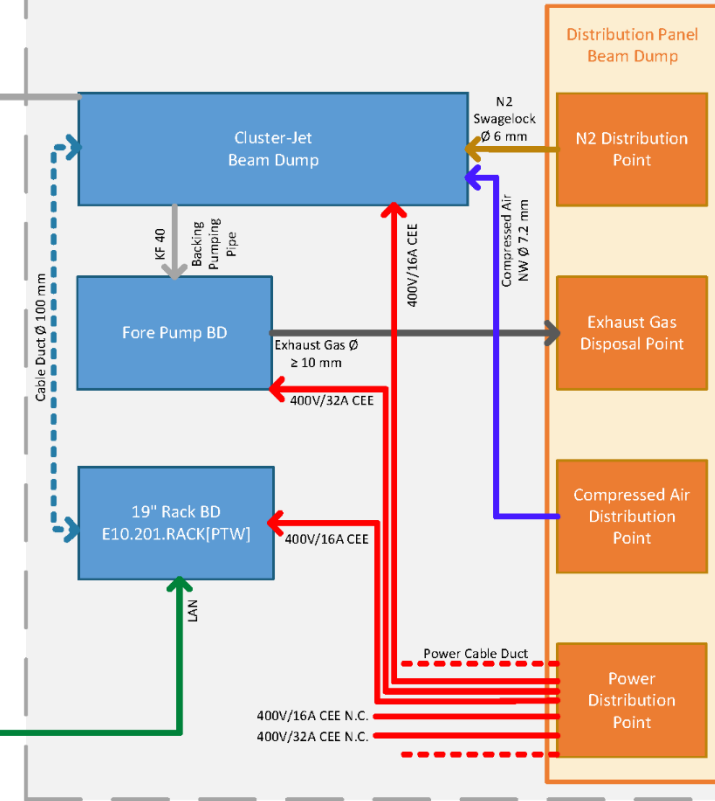 Distribution Panel
Beam Dump
N2
Swagelock
Ø 6 mm
Cluster-Jet
Beam Dump
N2 Distribution
Point
KF 40
Backing
Pumping
Pipe
400V/16A CEE
Compressed Air
NW Ø 7.2 mm
Cable Duct Ø 100 mm
Fore Pump BD
Exhaust Gas Ø
≥ 10 mm
Exhaust Gas
Disposal Point
400V/32A CEE
19" Rack BD
E10.201.RACK[PTW]
400V/16A CEE
Compressed Air
Distribution
Point
LAN
Power Cable Duct
Power
Distribution
Point
400V/16A CEE N.C.
400V/32A CEE N.C.